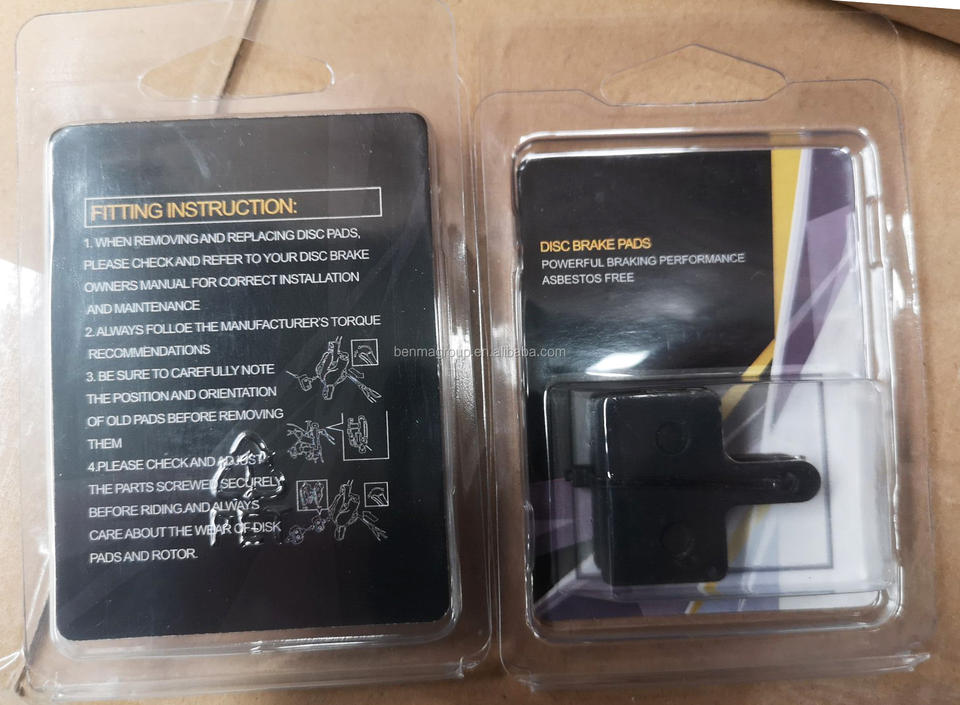 FITTING INSTRUCTION:
1. WHEN REMOVING AND REPLACING DISC PADS,
PLEASE CHECK AND REFER TO YOUR DISC BRAKE
OWNERS MANUAL FOR CORRECT INSTALLATION
AND MAINTENANCE
2. ALWAYS FOLLOE THE MANUFACTURER'S TORQUE
RECOMMENDATIONS
3. BE SURE TO CAREFULLY NOTE
THE POSITION AND ORIENTATION
OF OLD PADS BEFORE REMOVING
THEM
4.PLEASE CHECK AND ADJUST
THE PARTS SCREWED SECURELY
BEFORE RIDING AND ALWAYS
CARE ABOUT THE WEAR OF DISK
PADS AND ROTOR.
DISC BRAKE PADS
POWERFUL BRAKING PERFORMANCE
ASBESTOS FREE
benmagroup.en.alibaba.com